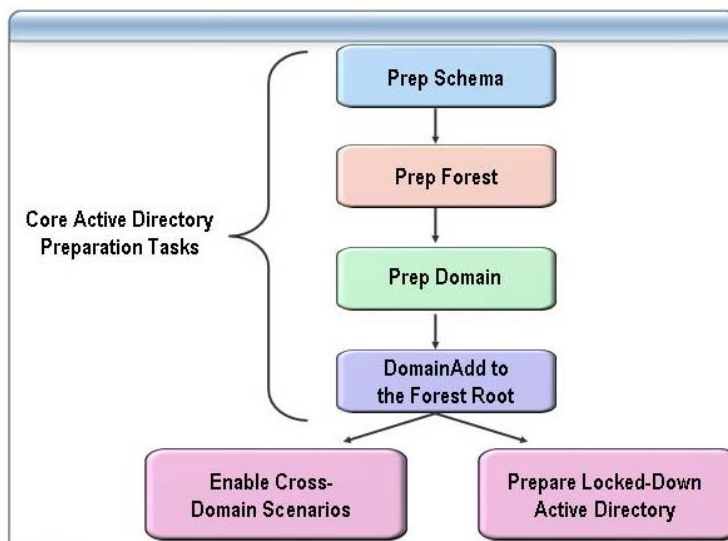 Prep Schema
Prep Forest
Core Active Directory
Preparation Tasks
Prep Domain
DomainAdd to
the Forest Root
Enable Cross-
Domain Scenarios
Prepare Locked-Down
Active Directory